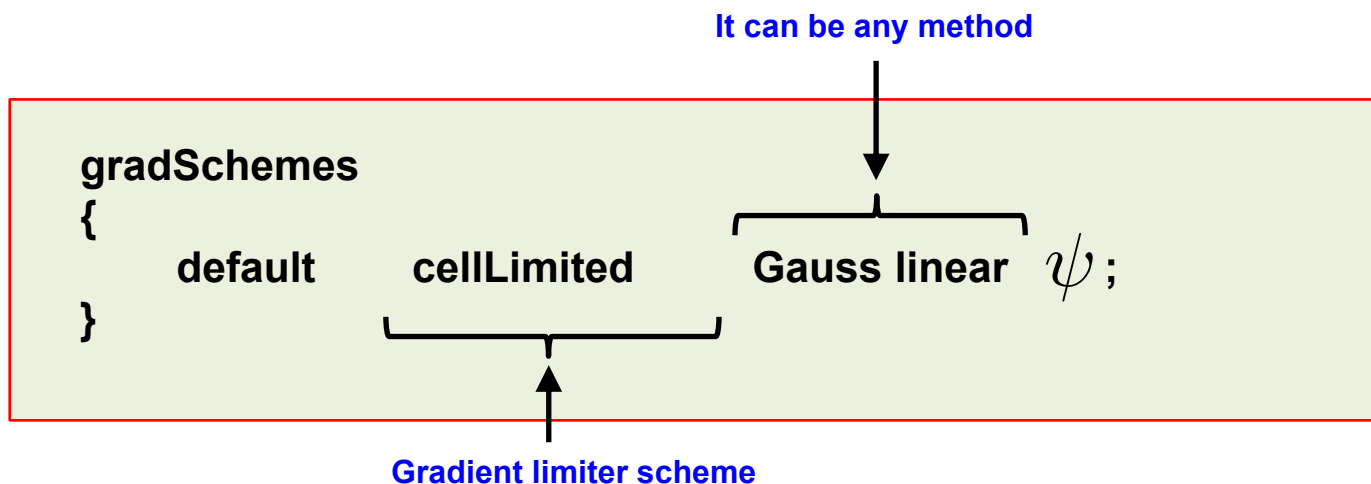 It can be any method
gradSchemes
{
default cellLimited Gauss linear ψ ;
}
Gradient limiter scheme